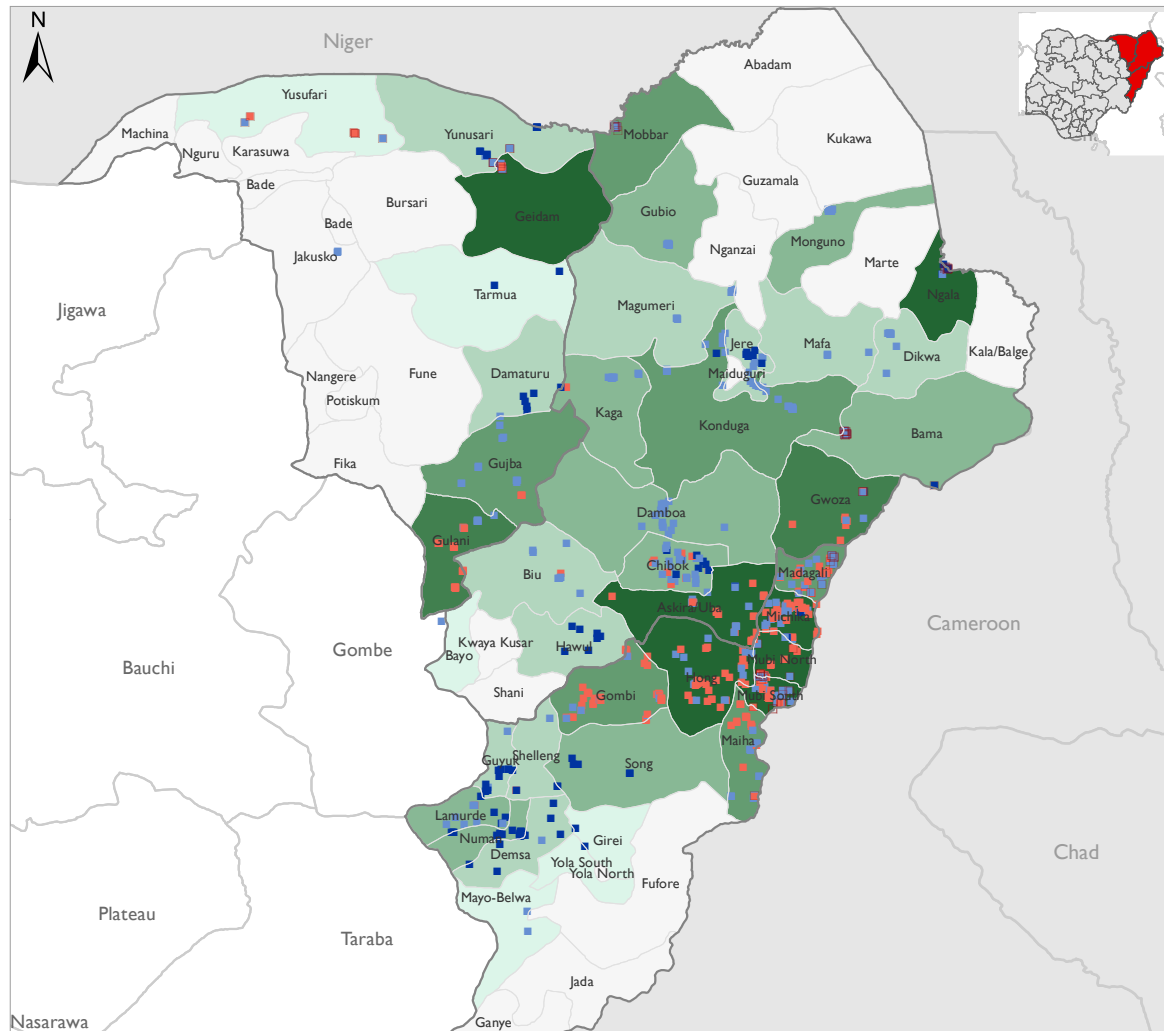 N
Niger
Abadam
Yusufari
Machina
Yunusari
Mobbar
Kukawa
Nguru
Karasuwa
Guzamala
Bade
Bursari
Geidam
Gubio
Bade
Nganzai
Monguno
Jakusko
Marte
Tarmua
Ngala
Jigawa
Magumeri
Jere
Mafa
Dikwa
Kala/Balge
Nangere
Fune
Damaturu
Maiduguri
Potiskum
Kaga
Konduga
Bama
Fika
Gujba
Gwoza
Damboa
Gulani
Chibok
Madagali
Biu
Askira/Uba
Michika
Cameroon
Kwaya Kusar
Hawul
Gombe
Bauchi
Bayo
Mubi North
Hong
Shani
Gombi
Mubi South
Maiha
Guyuk
Shelleng
Song
Lamurde
Numan
Girei
Demsa
Chad
Yola South
Yola North
Fufore
Mayo-Belwa
Plateau
Taraba
Jada
Nasarawa
Ganye